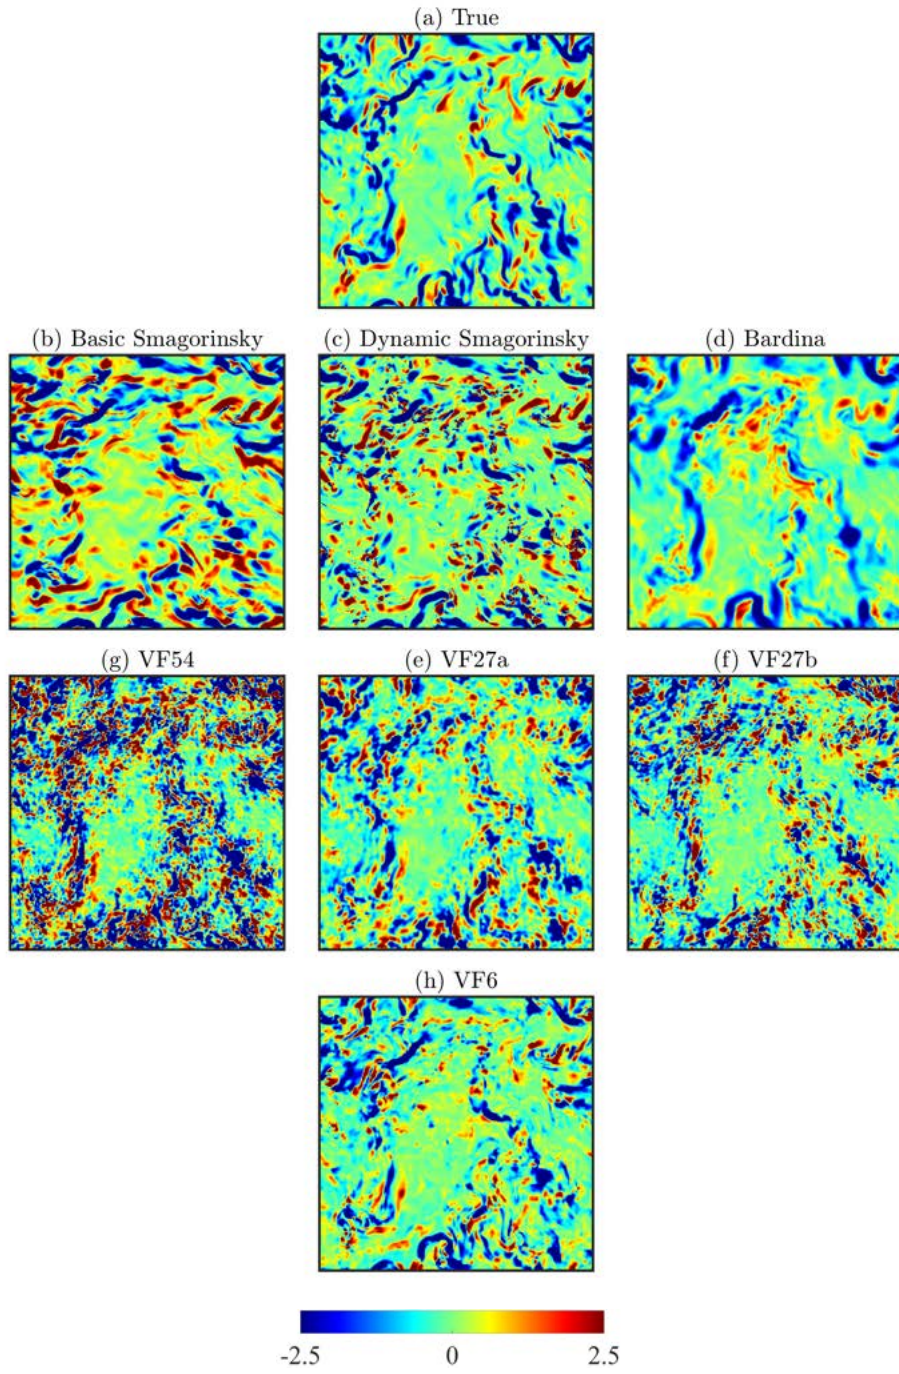 (a) True
(b) Basic Smagorinsky
(c) Dynamic Smagorinsky
(d) Bardina
(g) VF54
(e) VF27a
(f) VF27b
(h) VF6
-2.5 0 2.5